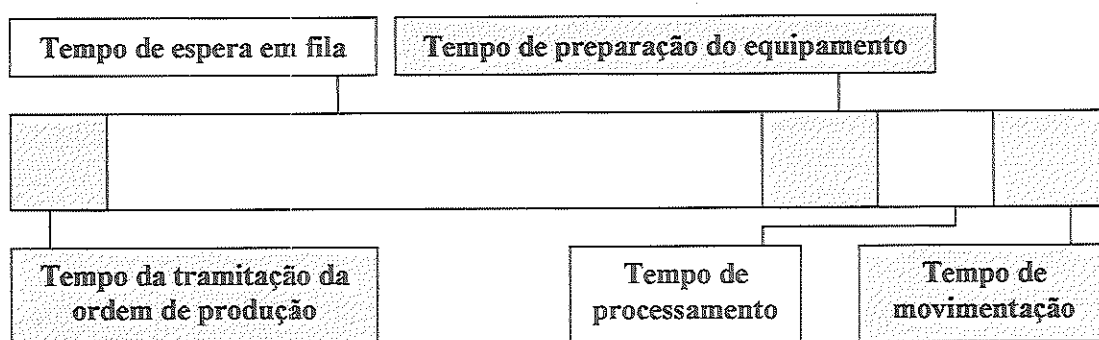 Tempo de espera em fila
Tempo de preparação do equipamento
Tempo da tramitação da
ordem de produção
Tempo de
processamento
Tempo de
movimentação